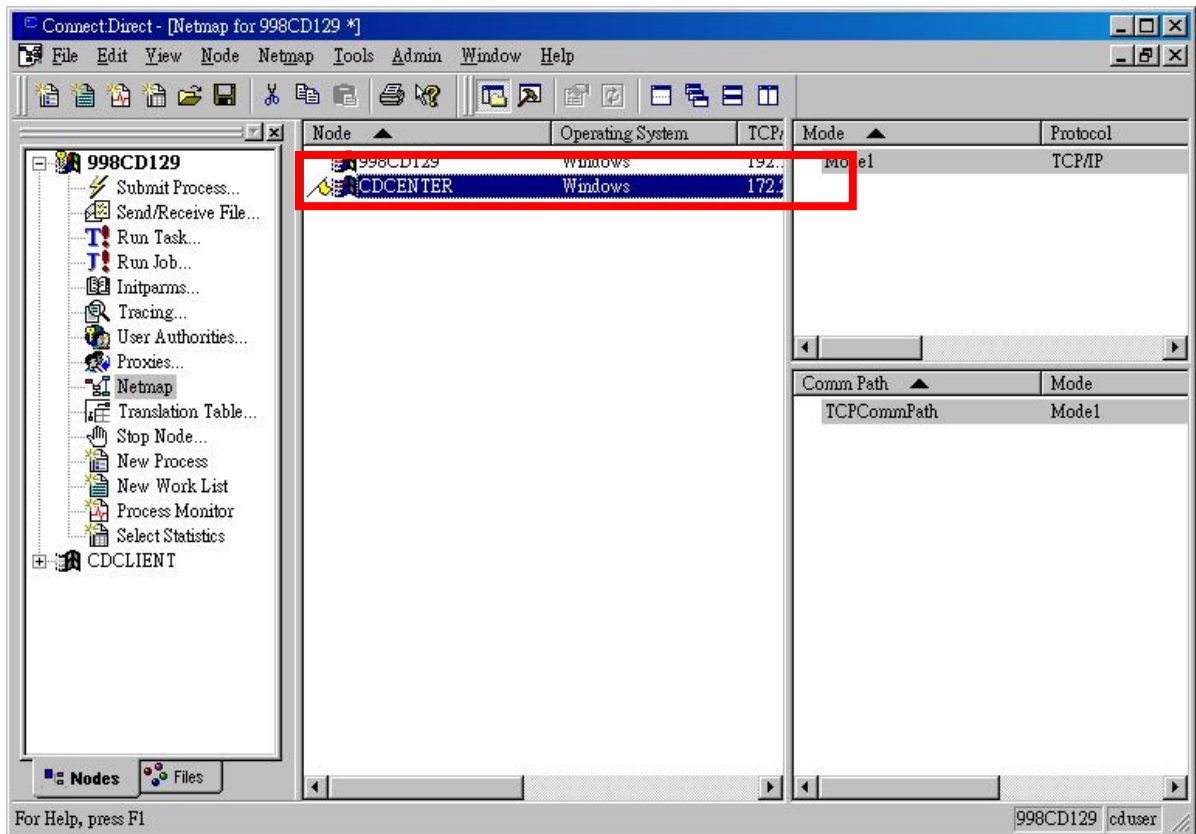 Connect:Direct - [Netmap for 998CD129 *]
File Edit View Node Netmap Tools Admin Window Help
998CD129
Submit Process...
Send/Receive File...
Run Task...
Run Job...
Initparms...
Tracing...
User Authorities...
Proxies...
Netmap
Translation Table...
Stop Node...
New Process
New Work List
Process Monitor
Select Statistics
CDCLIENT
Nodes Files
Node Operating System TCP/
998CD129 Windows 192.
CDCENTER Windows 172.2
Mode Protocol
Mode1 TCP/IP
Comm Path Mode
TCPCommPath Mode1
For Help, press F1
998CD129 cduser